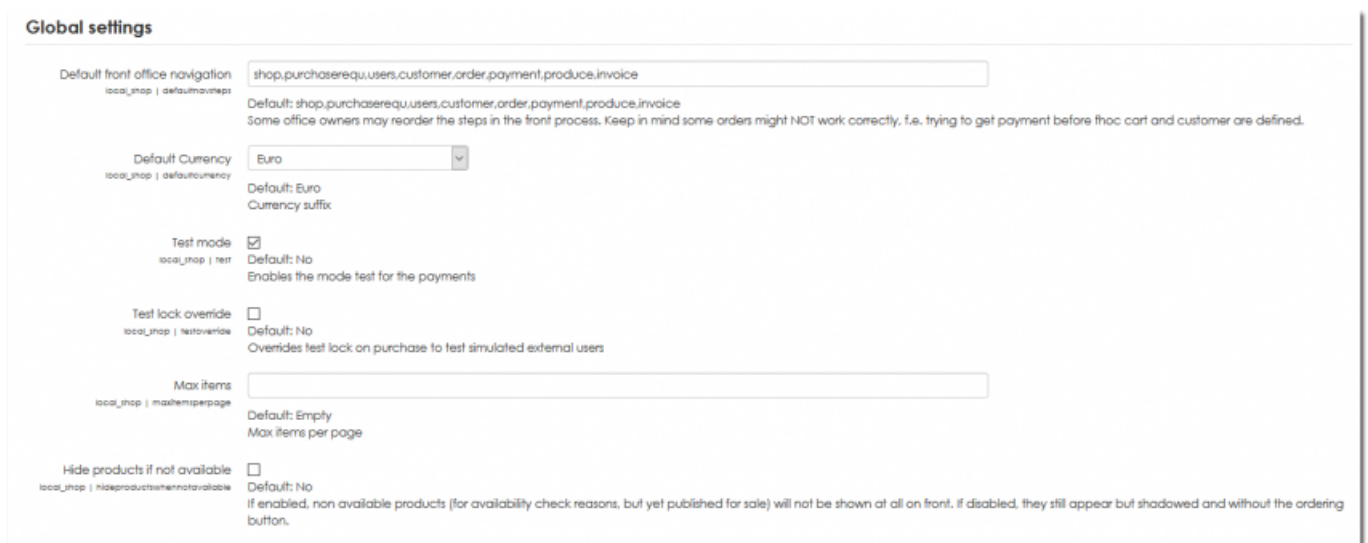 Global settings
Default front office navigation
local_shop | defaultnavsteps
shop,purchaserequ,users,customer,order,payment,produce,invoice
Default: shop,purchaserequ,users,customer,order,payment,produce,invoice
Some office owners may reorder the steps in the front process. Keep in mind some orders might NOT work correctly, f.e. trying to get payment before fhoc cart and customer are defined.
Default Currency
local_shop | defaultcurrency
Euro
Default: Euro
Currency suffix
Test mode
local_shop | test
Default: No
Enables the mode test for the payments
Test lock override
local_shop | testoverride
Default: No
Overrides test lock on purchase to test simulated external users
Max items
local_shop | maxitemsperpage
Default: Empty
Max items per page
Hide products if not available
local_shop | hideproductswhennotavailable
Default: No
If enabled, non available products (for availability check reasons, but yet published for sale) will not be shown at all on front. If disabled, they still appear but shadowed and without the ordering
button.